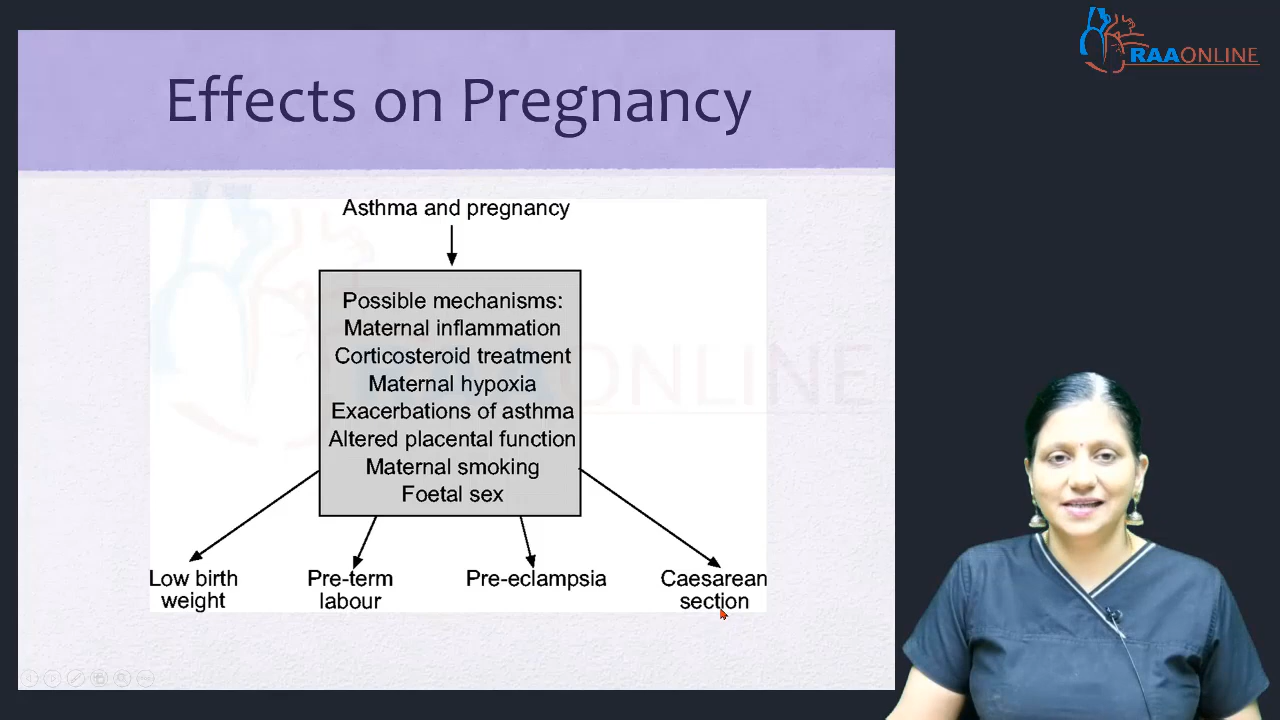 RAAONLINE
Effects on Pregnancy
Asthma and pregnancy
Possible mechanisms:
Maternal inflammation
Corticosteroid treatment
Maternal hypoxia
Exacerbations of asthma
Altered placental function
Maternal smoking
Foetal sex
Low birth
weight
Pre-term
labour
Pre-eclampsia
Caesarean
section
RAAONLINE